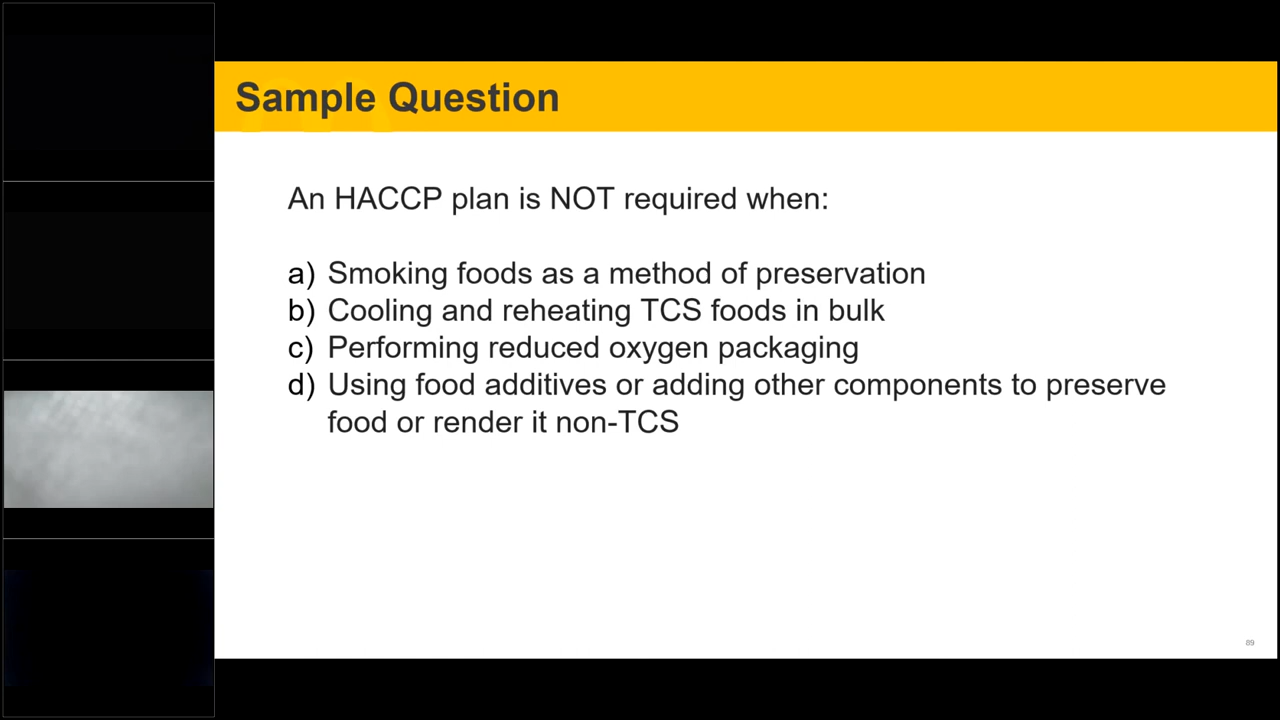 Sample Question
An HACCP plan is NOT required when:
a) Smoking foods as a method of preservation
b) Cooling and reheating TCS foods in bulk
c) Performing reduced oxygen packaging
d) Using food additives or adding other components to preserve
food or render it non-TCS
89